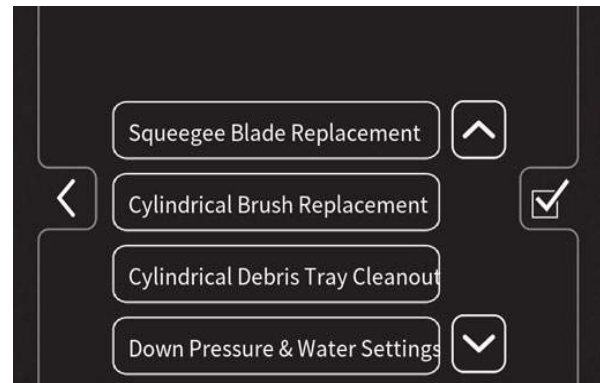 Squeegee Blade Replacement
Cylindrical Brush Replacement
Cylindrical Debris Tray Cleanout
Down Pressure & Water Settings